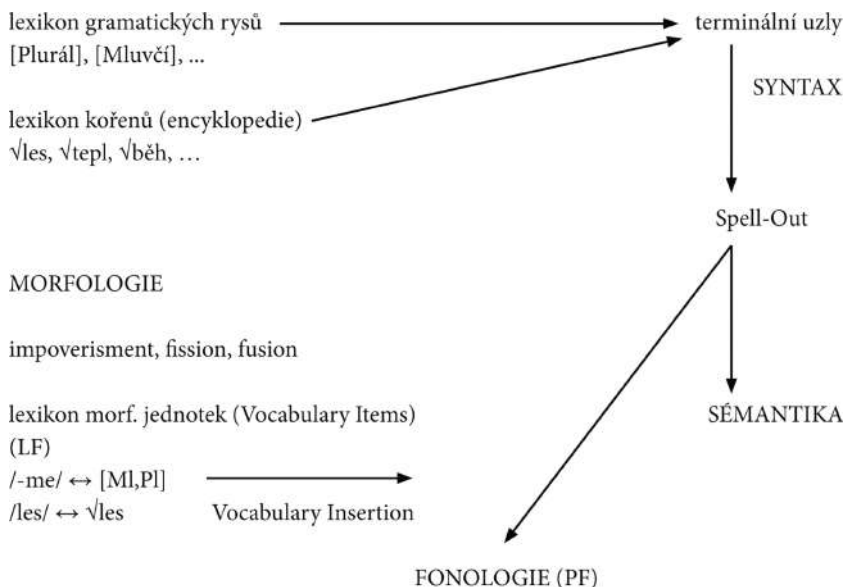 lexikon gramatických rysů
[Plurál], [Mluvčí], ...
terminální uzly
SYNTAX
lexikon kořenů (encyklopedie)
√les, √tepl, √běh, …
Spell-Out
MORFOLOGIE
impoverisment, fission, fusion
lexikon morf. jednotek (Vocabulary Items)
(LF)
SÉMANTIKA
/-me/ ↔ [Ml,Pl]
/les/ ↔ √les
Vocabulary Insertion
FONOLOGIE (PF)